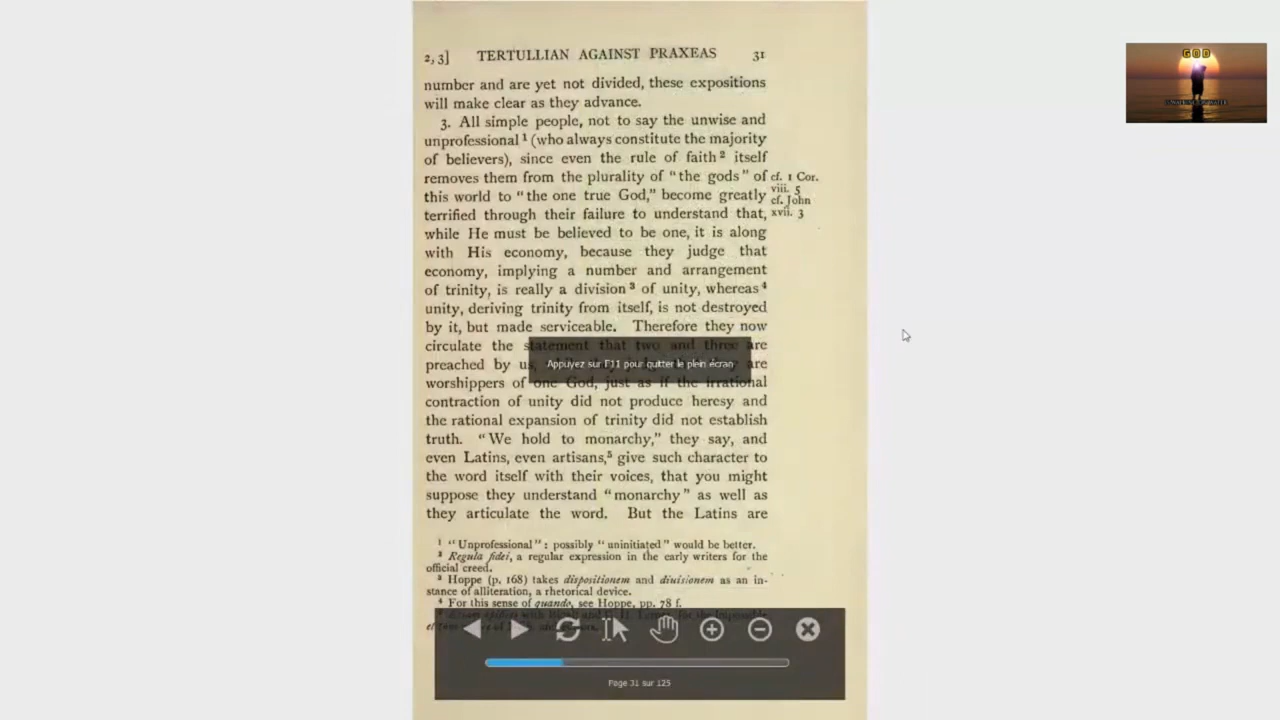 2, 3] TERTULLIAN AGAINST PRAXEAS 31
number and are yet not divided, these expositions
will make clear as they advance.
3. All simple people, not to say the unwise and
unprofessional ¹ (who always constitute the majority
of believers), since even the rule of faith ² itself
removes them from the plurality of "the gods" of
this world to "the one true God," become greatly
terrified through their failure to understand that,
while He must be believed to be one, it is along
with His economy, because they judge that
economy, implying a number and arrangement
of trinity, is really a division ³ of unity, whereas ⁴
unity, deriving trinity from itself, is not destroyed
by it, but made serviceable. Therefore they now
circulate the statement that two and three are
preached by us, are
worshippers of one God, just as if the irrational
contraction of unity did not produce heresy and
the rational expansion of trinity did not establish
truth. "We hold to monarchy," they say, and
even Latins, even artisans,⁵ give such character to
the word itself with their voices, that you might
suppose they understand "monarchy" as well as
they articulate the word. But the Latins are
cf. 1 Cor.
viii. 5
cf. John
xvii. 3
¹ "Unprofessional": possibly "uninitiated" would be better.
² Regula fidei, a regular expression in the early writers for the
official creed.
³ Hoppe (p. 168) takes dispositionem and diuisionem as an in-
stance of alliteration, a rhetorical device.
⁴ For this sense of quando, see Hoppe, pp. 78 f.
Appuyez sur F11 pour quitter le plein écran
Page 31 sur 125
GOD